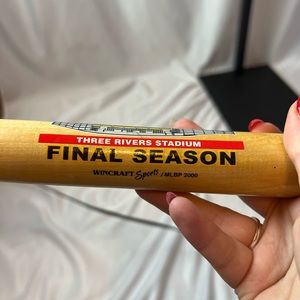 THREE RIVERS STADIUM
FINAL SEASON
WINCRAFT Sports / MLBP 2000